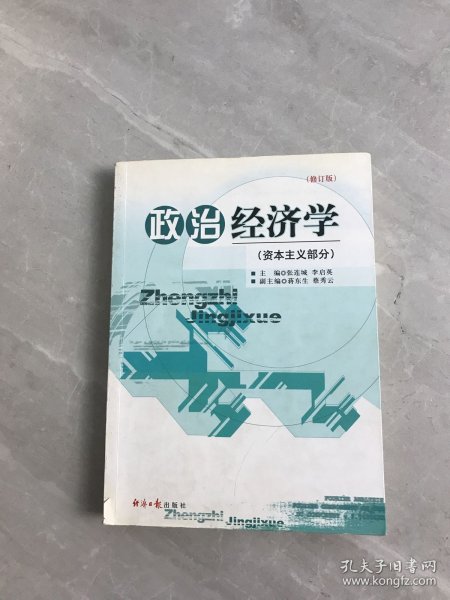 (修订版)
政治经济学
(资本主义部分)
■ 主 编■张连城 李启英
■ 副主编■蒋东生 蔡秀云
Zhengzhi
Jingjixue
经济日报出版社
Zhengzhi
Jingjixue
孔夫子旧书网
www.kongfz.com